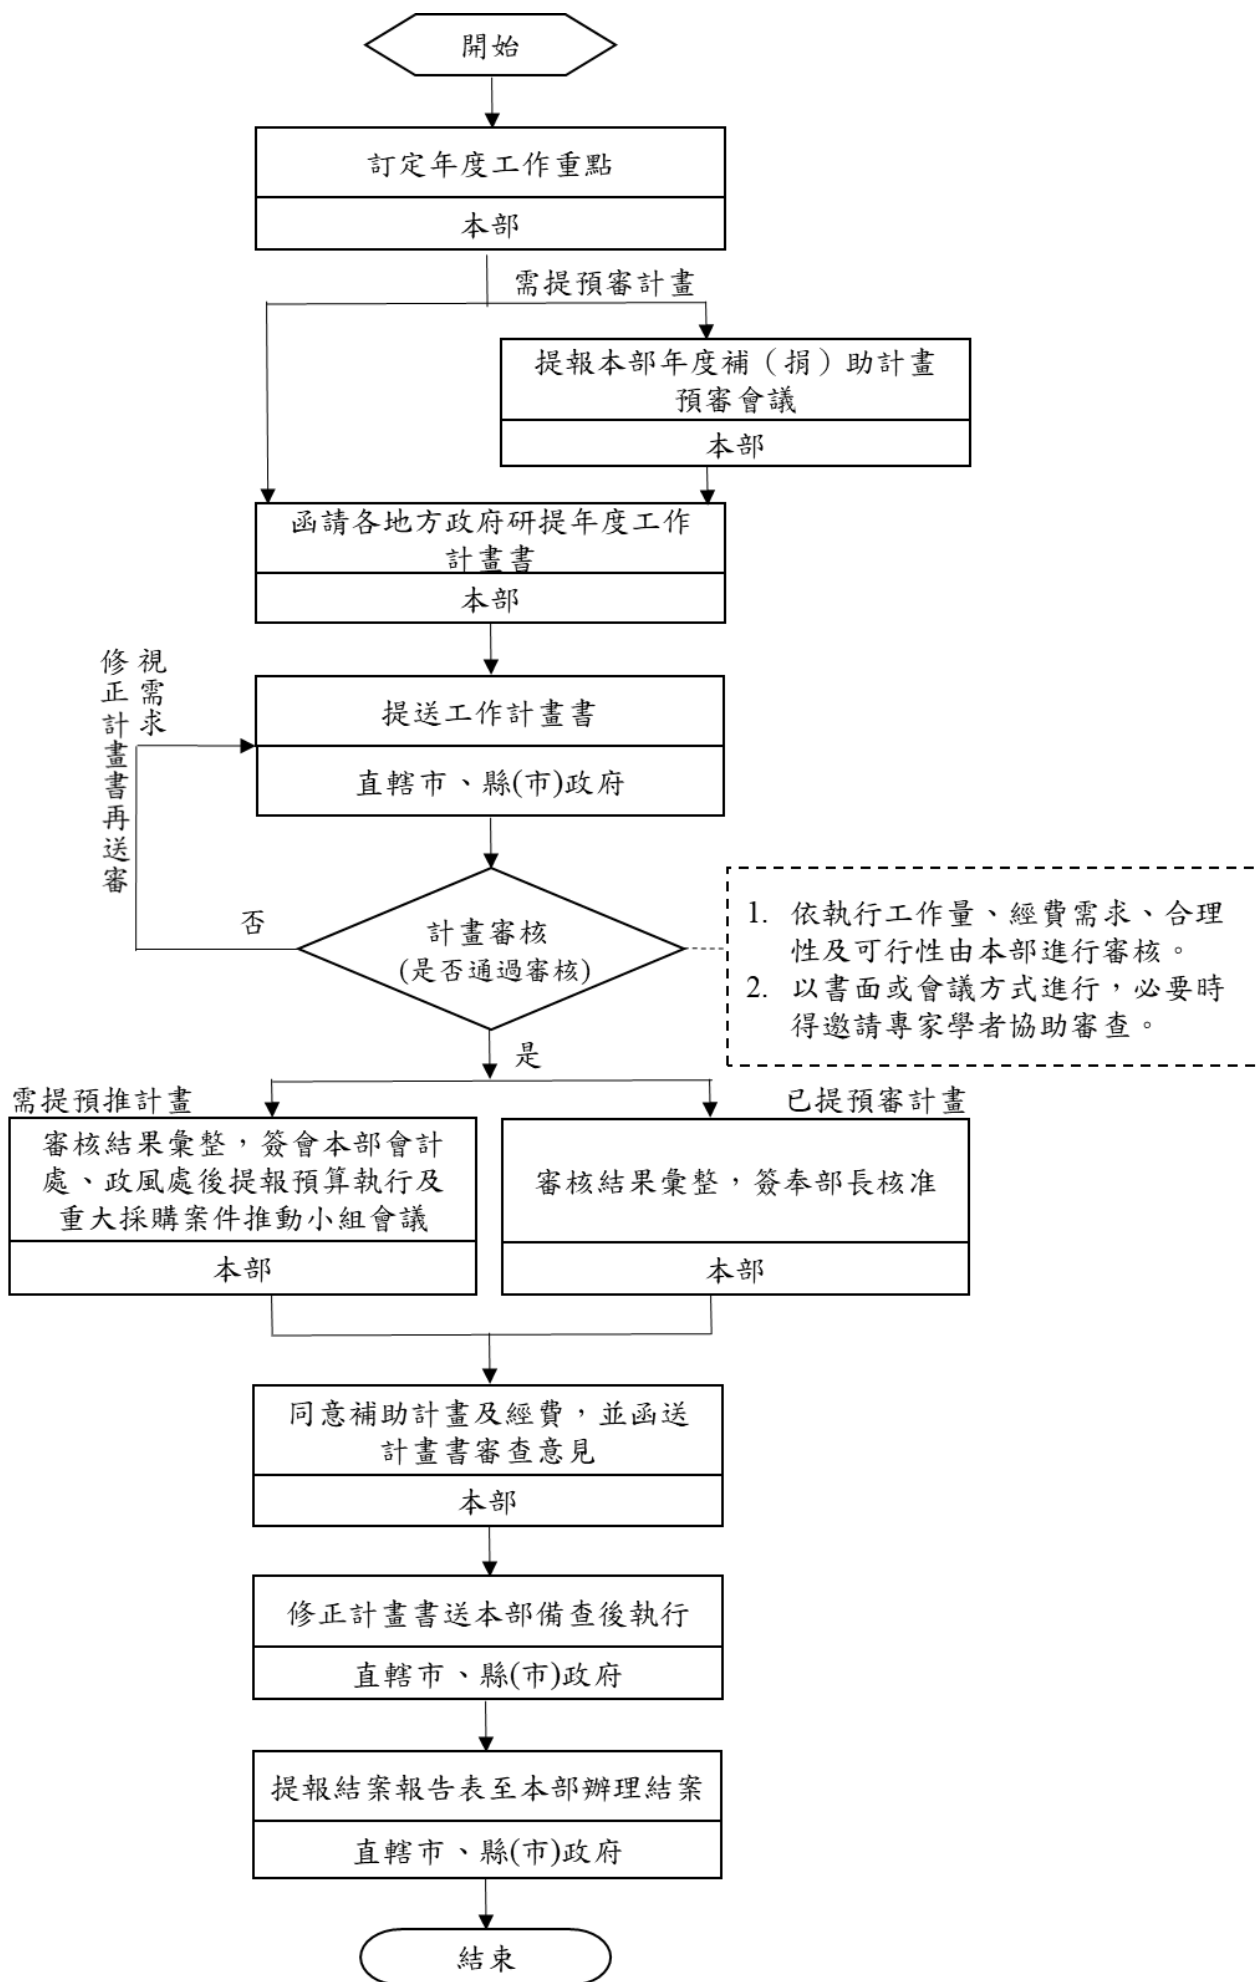 開始
訂定年度工作重點
本部
需提預審計畫
提報本部年度補（捐）助計畫
預審會議
本部
函請各地方政府研提年度工作
計畫書
本部
視需求
修正計畫書再送審
提送工作計畫書
直轄市、縣(市)政府
否
計畫審核
(是否通過審核)
1. 依執行工作量、經費需求、合理
性及可行性由本部進行審核。
2. 以書面或會議方式進行，必要時
得邀請專家學者協助審查。
是
需提預推計畫
已提預審計畫
審核結果彙整，簽會本部會計
處、政風處後提報預算執行及
重大採購案件推動小組會議
本部
審核結果彙整，簽奉部長核准
本部
同意補助計畫及經費，並函送
計畫書審查意見
本部
修正計畫書送本部備查後執行
直轄市、縣(市)政府
提報結案報告表至本部辦理結案
直轄市、縣(市)政府
結束